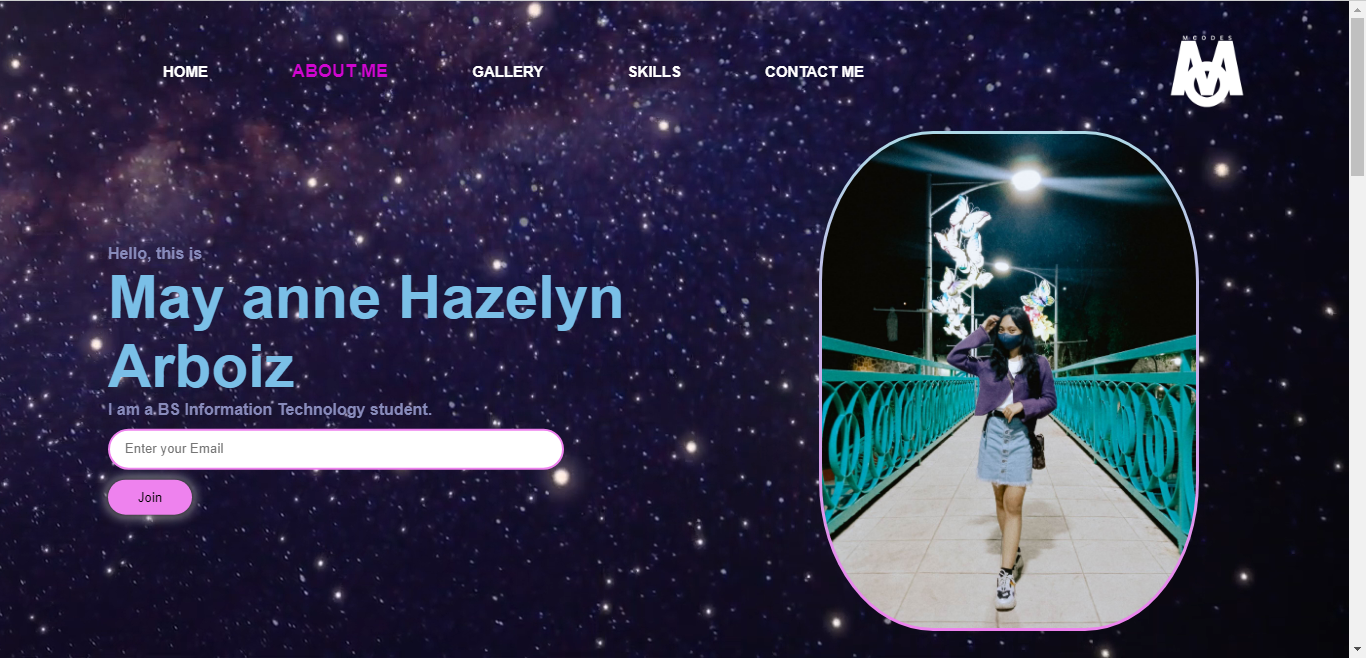 MCODES
HOME ABOUT ME GALLERY SKILLS CONTACT ME
Hello, this is
May anne Hazelyn
Arboiz
I am a BS Information Technology student.
Enter your Email
Join